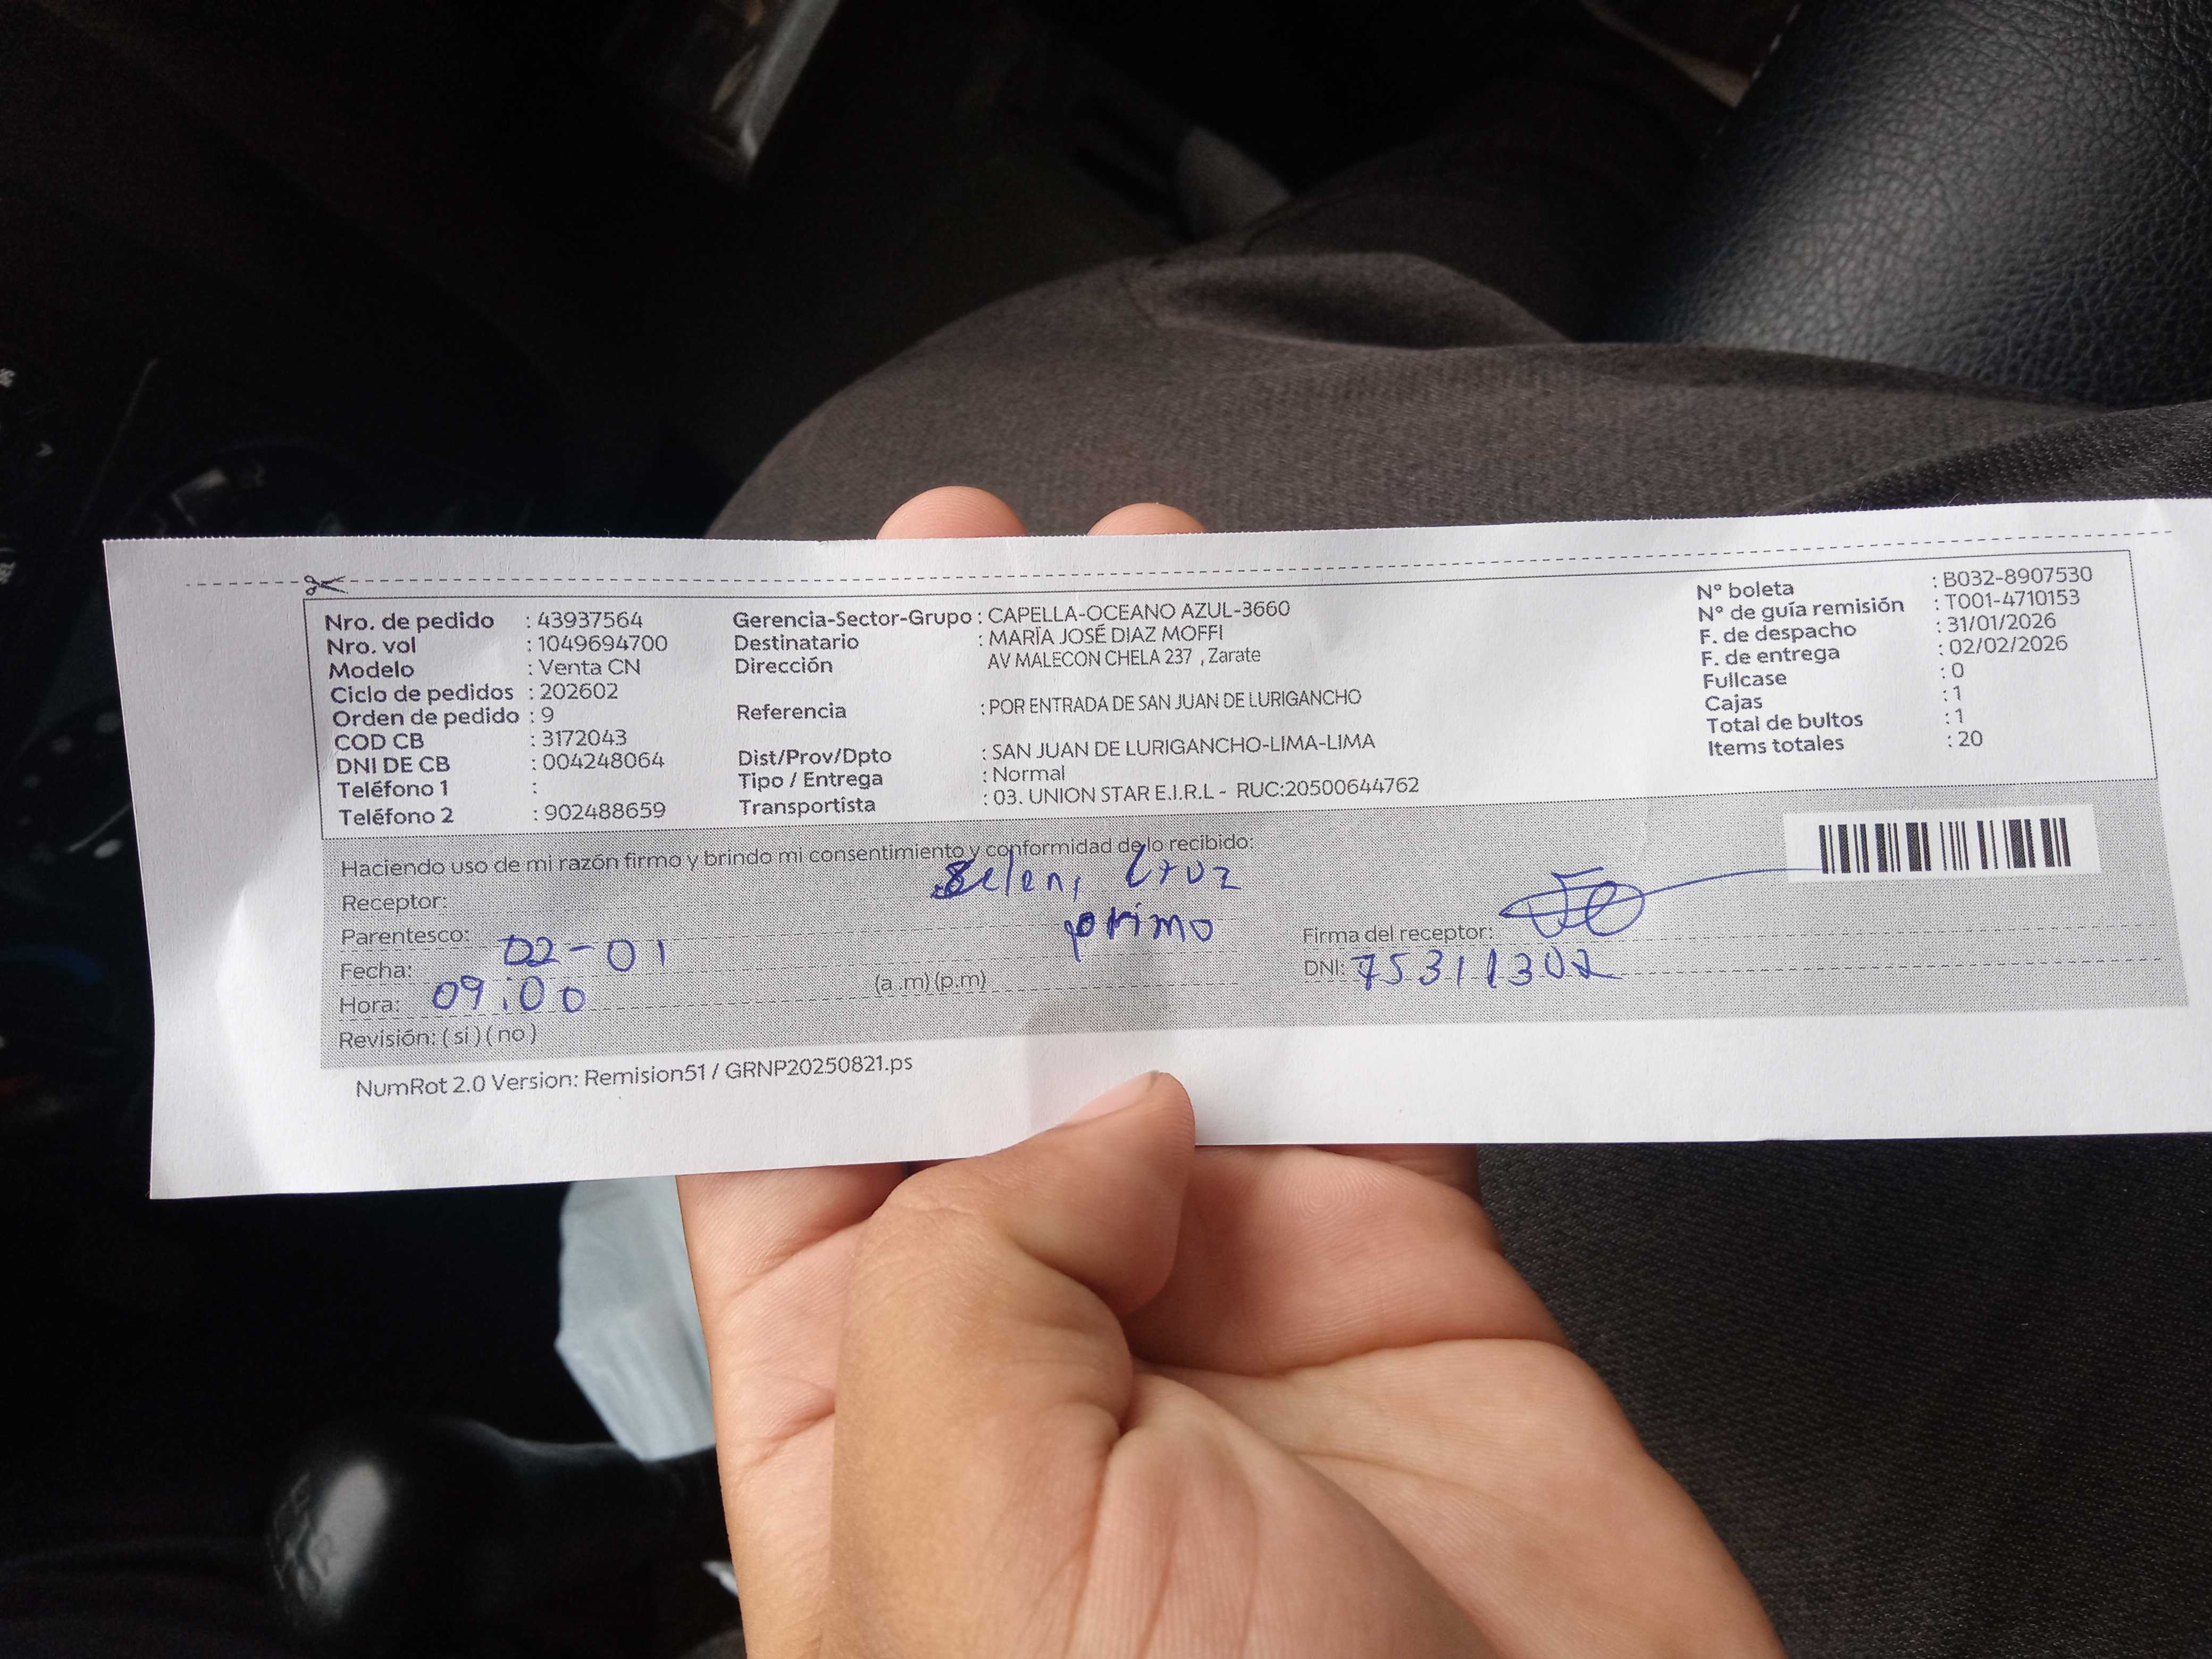 Nro. de pedido : 43937564
Nro. vol : 1049694700
Modelo : Venta CN
Ciclo de pedidos : 202602
Orden de pedido : 9
COD CB : 3172043
DNI DE CB : 004248064
Teléfono 1 :
Teléfono 2 : 902488659
Gerencia-Sector-Grupo : CAPELLA-OCEANO AZUL-3660
Destinatario : MARÏA JOSÉ DIAZ MOFFI
Dirección AV MALECON CHELA 237 , Zarate
Referencia : POR ENTRADA DE SAN JUAN DE LURIGANCHO
Dist/Prov/Dpto : SAN JUAN DE LURIGANCHO-LIMA-LIMA
Tipo / Entrega : Normal
Transportista : 03. UNION STAR E.I.R.L - RUC:20500644762
N° boleta : B032-8907530
N° de guía remisión : T001-4710153
F. de despacho : 31/01/2026
F. de entrega : 02/02/2026
Fullcase : 0
Cajas : 1
Total de bultos : 1
Items totales : 20
Haciendo uso de mi razón firmo y brindo mi consentimiento y conformidad de lo recibido:
Receptor: Cruz
Parentesco: primo
Fecha: 02-01
Hora: 09:00 (a .m) (p.m)
Revisión: ( si ) ( no )
Firma del receptor:
DNI: 75311302
NumRot 2.0 Version: Remision51 / GRNP20250821.ps